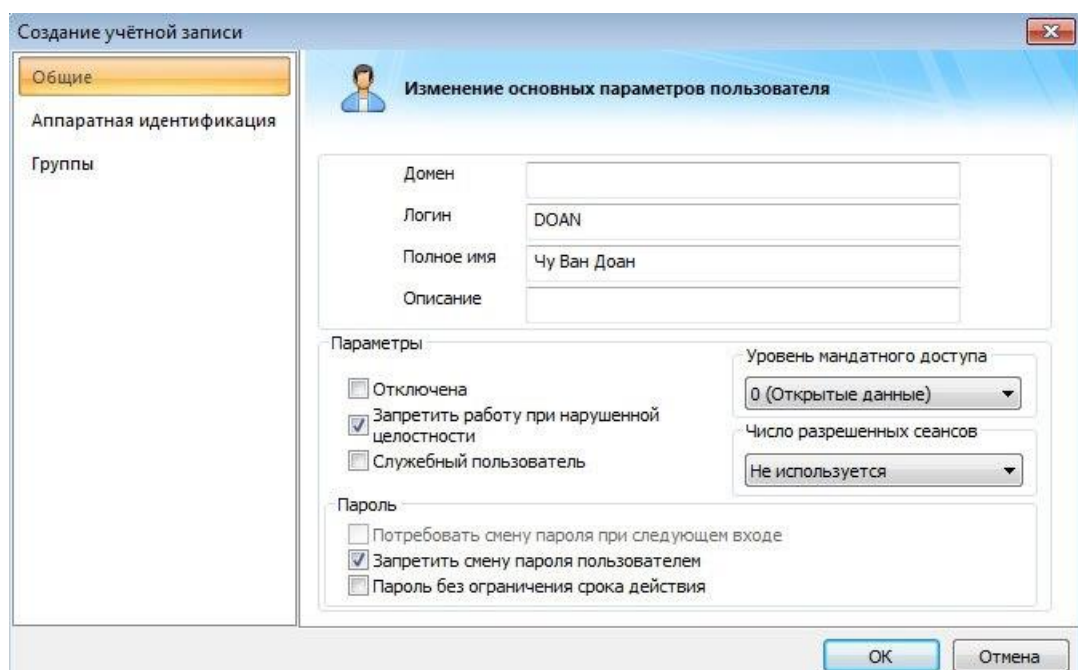 Создание учётной записи
Общие
Аппаратная идентификация
Группы
Изменение основных параметров пользователя
Домен
Логин
DOAN
Полное имя
Чу Ван Доан
Описание
Параметры
Отключена
Запретить работу при нарушенной
целостности
Служебный пользователь
Уровень мандатного доступа
0 (Открытые данные)
Число разрешенных сеансов
Не используется
Пароль
Потребовать смену пароля при следующем входе
Запретить смену пароля пользователем
Пароль без ограничения срока действия
ОК
Отмена